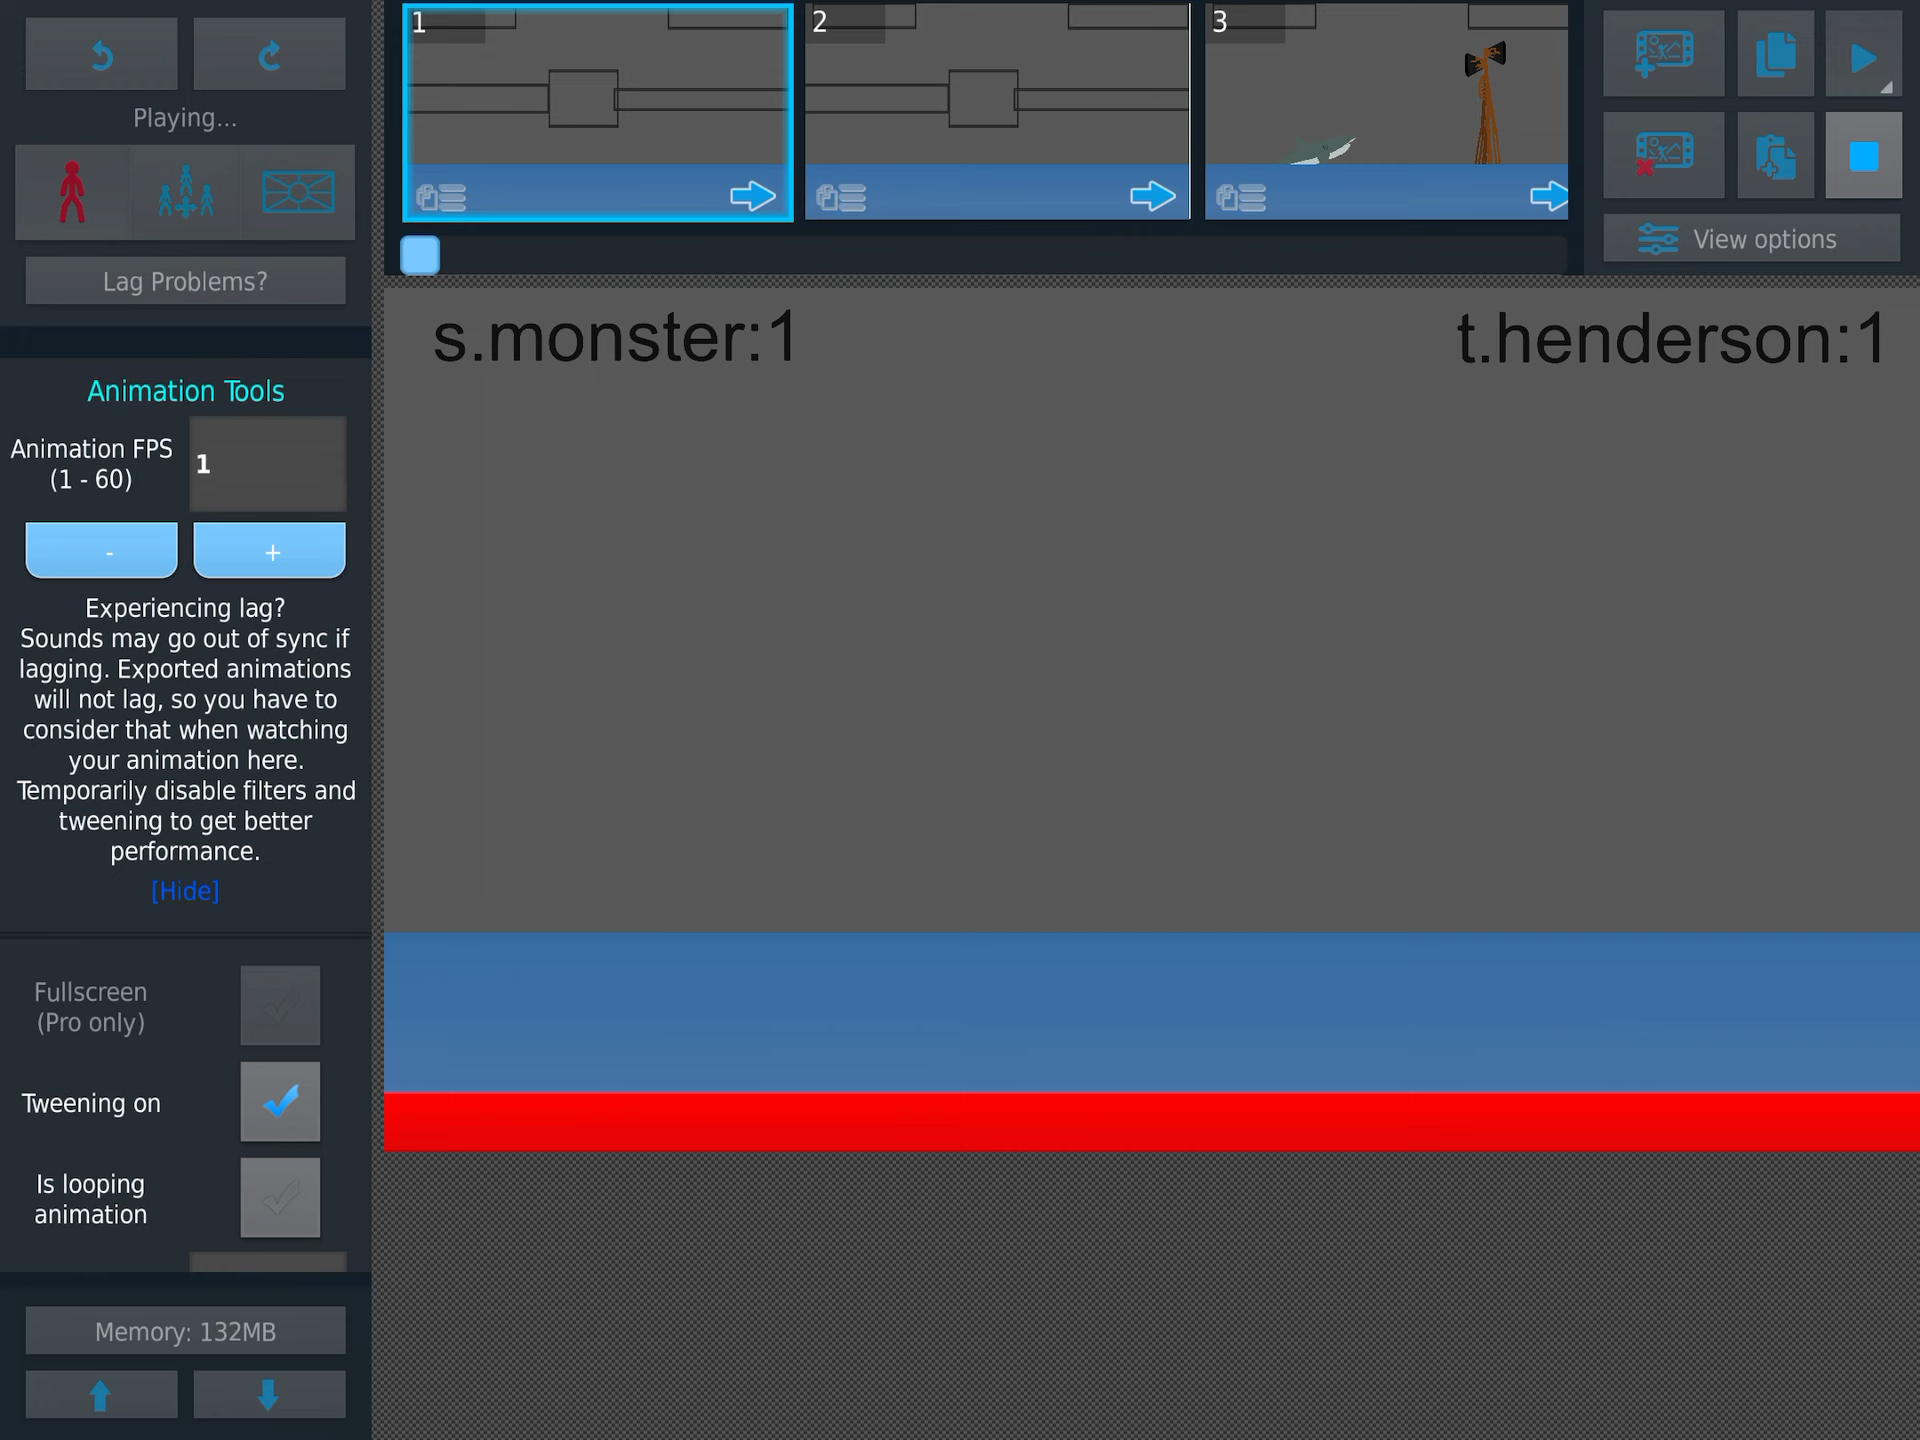 1
2
3
Playing...
Lag Problems?
View options
s.monster:1
t.henderson:1
Animation Tools
Animation FPS
(1 - 60)
1
-
+
Experiencing lag?
Sounds may go out of sync if
lagging. Exported animations
will not lag, so you have to
consider that when watching
your animation here.
Temporarily disable filters and
tweening to get better
performance.
[Hide]
Fullscreen
(Pro only)
Tweening on
Is looping
animation
Memory: 132MB